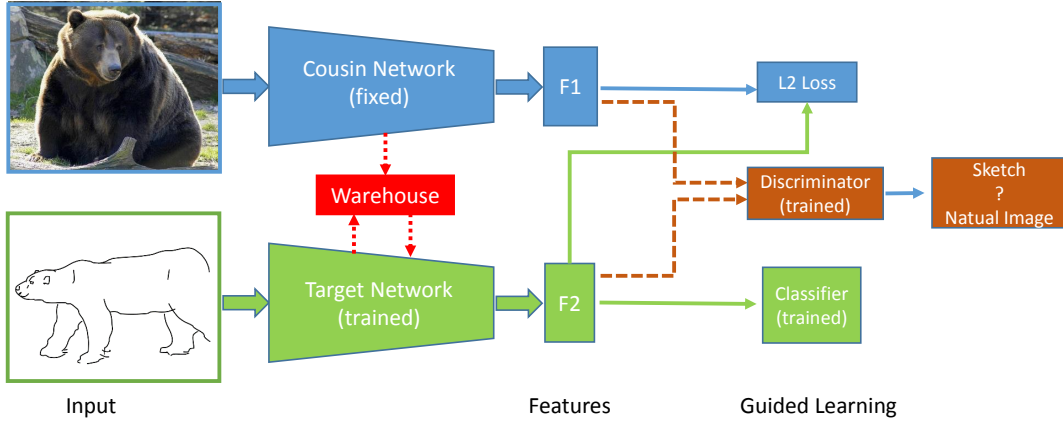 Cousin Network
(fixed)
F1
L2 Loss
Warehouse
Discriminator
(trained)
Sketch
?
Natual Image
Target Network
(trained)
F2
Classifier
(trained)
Input
Features
Guided Learning